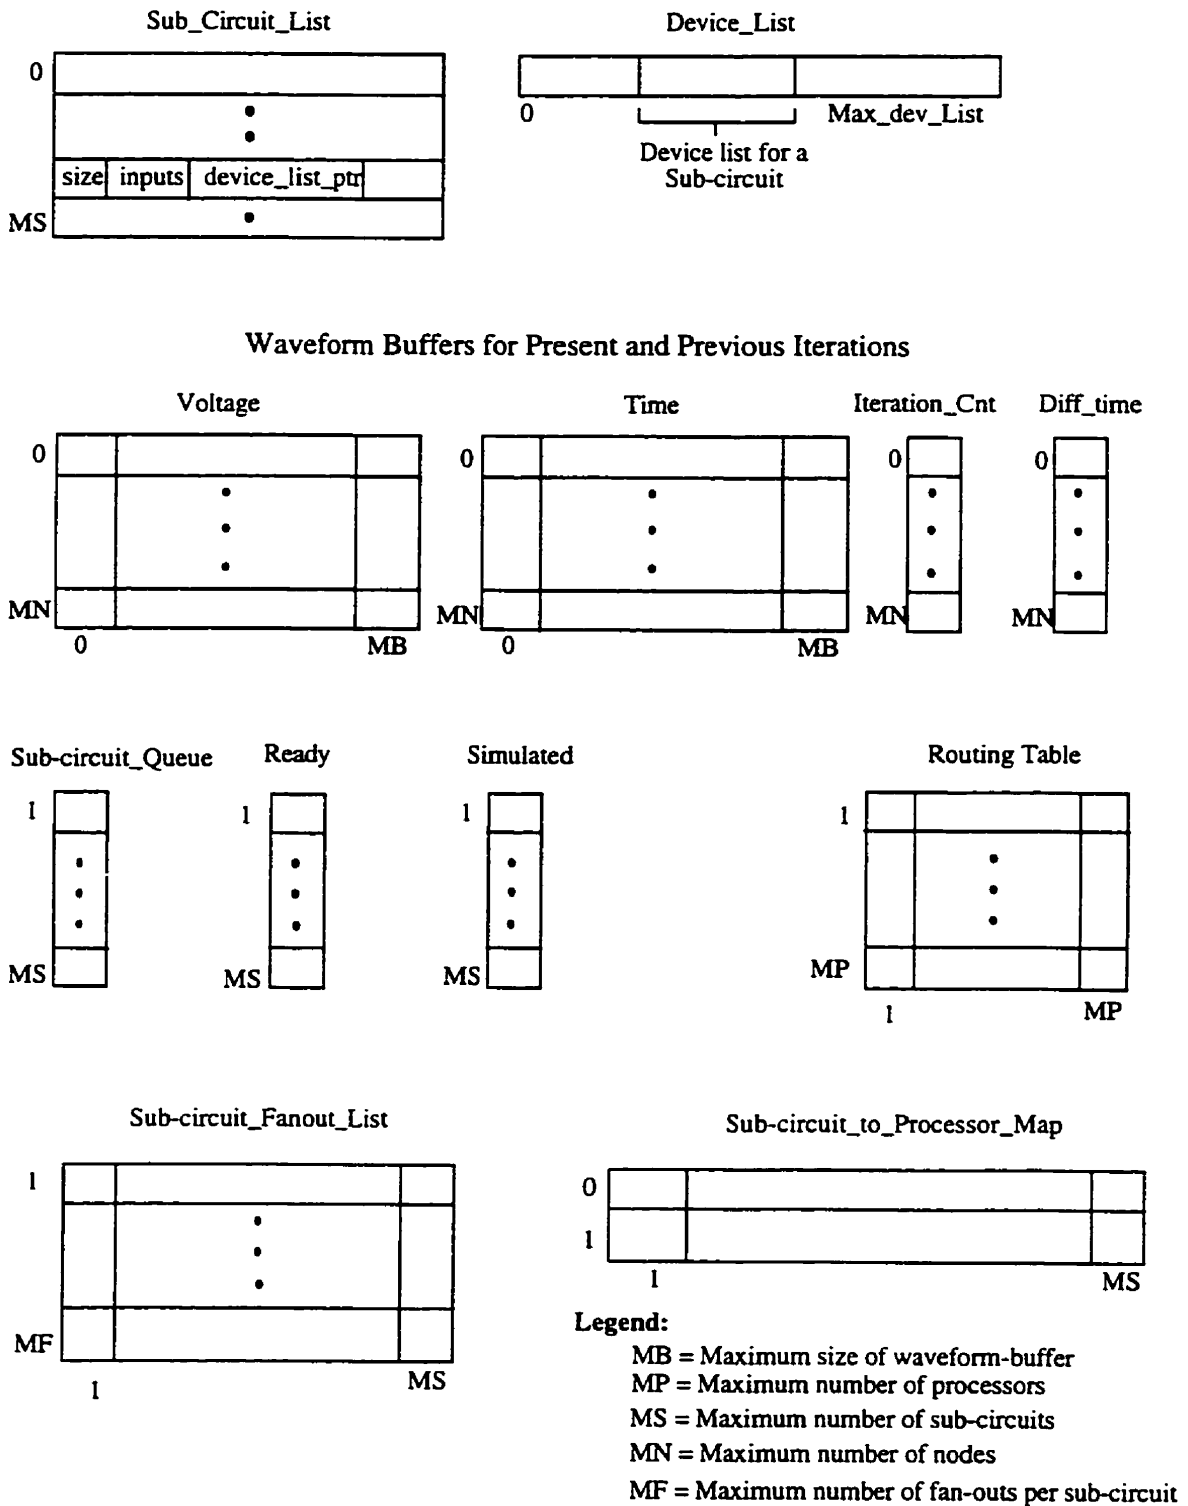 Sub_Circuit_List
Device_List
0
size inputs device_list_ptr
MS
0
Max_dev_List
Device list for a
Sub-circuit
Waveform Buffers for Present and Previous Iterations
Voltage
Time
Iteration_Cnt
Diff_time
0
MN
0
MB
0
MN
0
MB
0
MN
0
MN
Sub-circuit_Queue
Ready
Simulated
Routing Table
1
MS
1
MS
1
MS
1
MP
1
MP
Sub-circuit_Fanout_List
Sub-circuit_to_Processor_Map
1
MF
1
MS
0
1
1
MS
Legend:
MB = Maximum size of waveform-buffer
MP = Maximum number of processors
MS = Maximum number of sub-circuits
MN = Maximum number of nodes
MF = Maximum number of fan-outs per sub-circuit